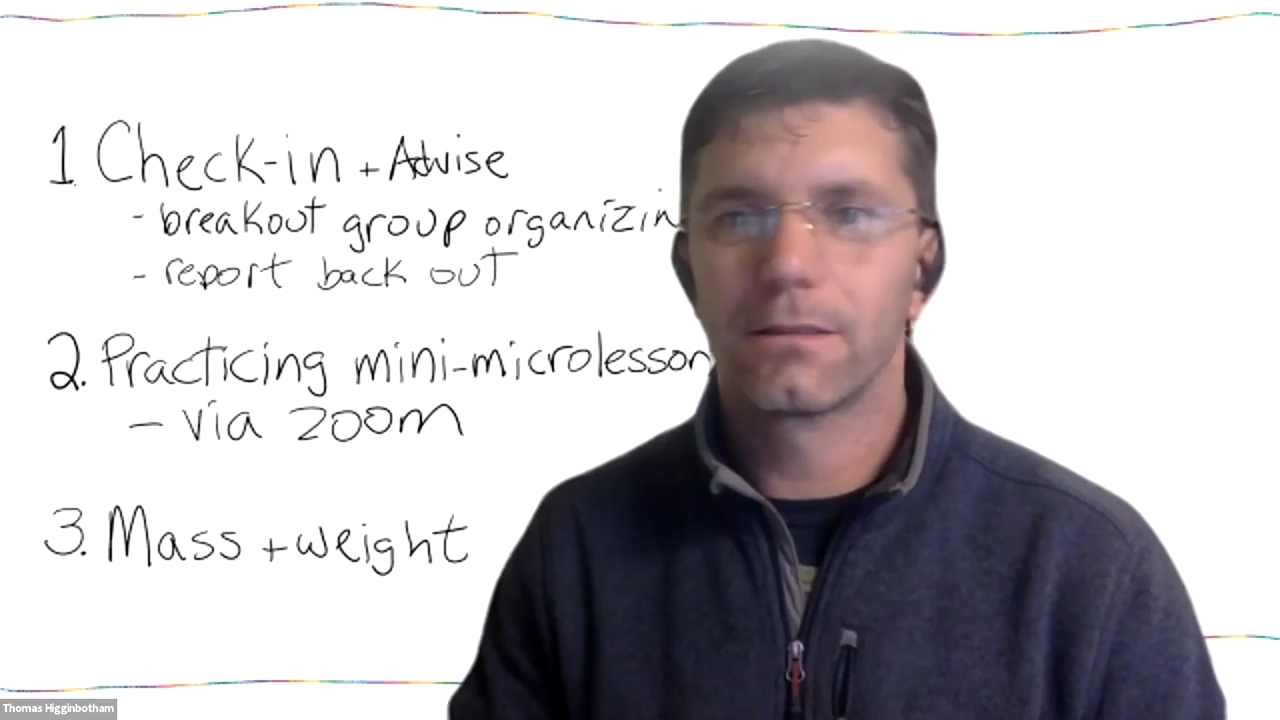 1. Check-in + Advise
- breakout group organizin
- report back out
2. Practicing mini-microlesson
- via zoom
3. Mass + weight
Thomas Higginbotham